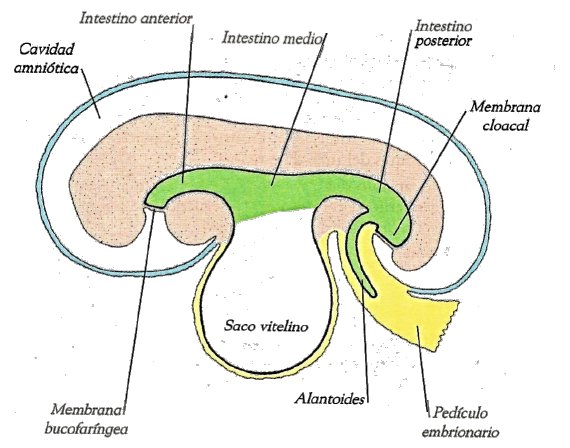 Intestino anterior
Intestino medio
Intestino
posterior
Cavidad
amniótica
Membrana
cloacal
Saco vitelino
Alantoides
Membrana
bucofaríngea
Pedículo
embrionario